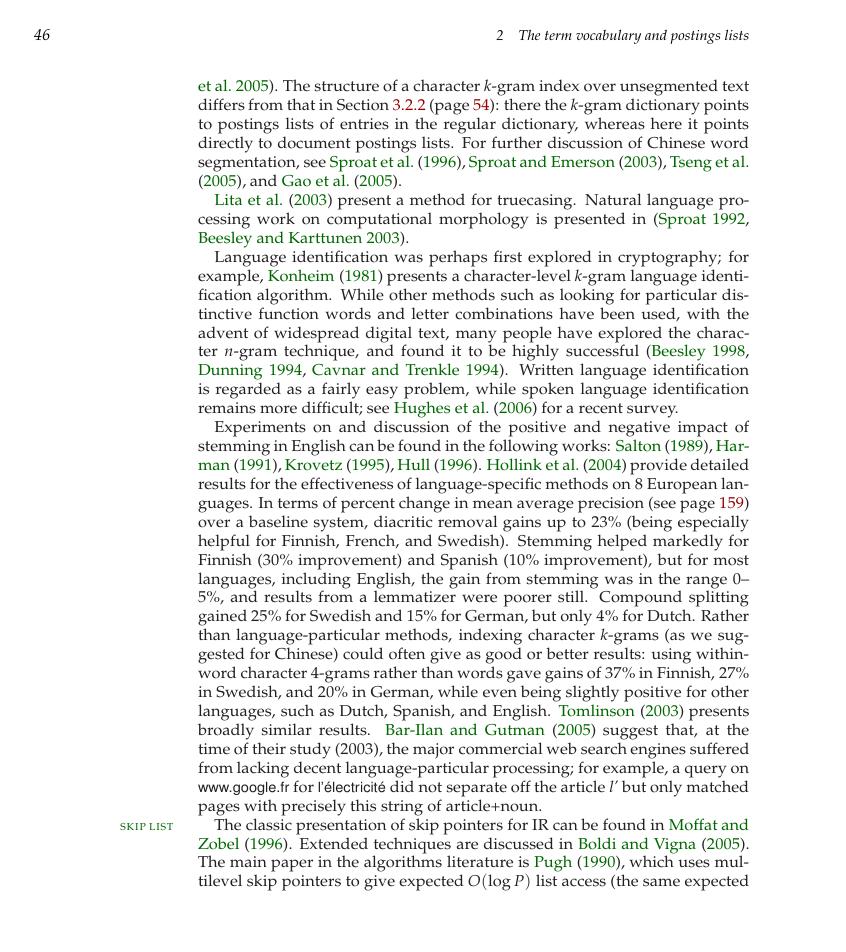 46
2 The term vocabulary and postings lists
et al. 2005). The structure of a character k-gram index over unsegmented text
differs from that in Section 3.2.2 (page 54): there the k-gram dictionary points
to postings lists of entries in the regular dictionary, whereas here it points
directly to document postings lists. For further discussion of Chinese word
segmentation, see Sproat et al. (1996), Sproat and Emerson (2003), Tseng et al.
(2005), and Gao et al. (2005).
Lita et al. (2003) present a method for truecasing. Natural language pro-
cessing work on computational morphology is presented in (Sproat 1992,
Beesley and Karttunen 2003).
Language identification was perhaps first explored in cryptography; for
example, Konheim (1981) presents a character-level k-gram language identi-
fication algorithm. While other methods such as looking for particular dis-
tinctive function words and letter combinations have been used, with the
advent of widespread digital text, many people have explored the charac-
ter n-gram technique, and found it to be highly successful (Beesley 1998,
Dunning 1994, Cavnar and Trenkle 1994). Written language identification
is regarded as a fairly easy problem, while spoken language identification
remains more difficult; see Hughes et al. (2006) for a recent survey.
Experiments on and discussion of the positive and negative impact of
stemming in English can be found in the following works: Salton (1989), Har-
man (1991), Krovetz (1995), Hull (1996). Hollink et al. (2004) provide detailed
results for the effectiveness of language-specific methods on 8 European lan-
guages. In terms of percent change in mean average precision (see page 159)
over a baseline system, diacritic removal gains up to 23% (being especially
helpful for Finnish, French, and Swedish). Stemming helped markedly for
Finnish (30% improvement) and Spanish (10% improvement), but for most
languages, including English, the gain from stemming was in the range 0–
5%, and results from a lemmatizer were poorer still. Compound splitting
gained 25% for Swedish and 15% for German, but only 4% for Dutch. Rather
than language-particular methods, indexing character k-grams (as we sug-
gested for Chinese) could often give as good or better results: using within-
word character 4-grams rather than words gave gains of 37% in Finnish, 27%
in Swedish, and 20% in German, while even being slightly positive for other
languages, such as Dutch, Spanish, and English. Tomlinson (2003) presents
broadly similar results. Bar-Ilan and Gutman (2005) suggest that, at the
time of their study (2003), the major commercial web search engines suffered
from lacking decent language-particular processing; for example, a query on
www.google.fr for l'électricité did not separate off the article l' but only matched
pages with precisely this string of article+noun.
SKIP LIST
The classic presentation of skip pointers for IR can be found in Moffat and
Zobel (1996). Extended techniques are discussed in Boldi and Vigna (2005).
The main paper in the algorithms literature is Pugh (1990), which uses mul-
tilevel skip pointers to give expected O(log P) list access (the same expected